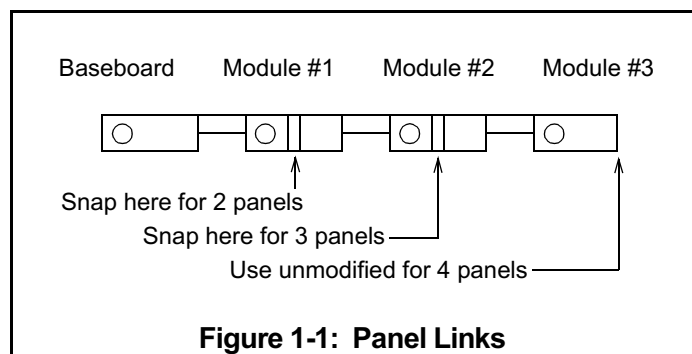 Baseboard Module #1 Module #2 Module #3
Snap here for 2 panels
Snap here for 3 panels
Use unmodified for 4 panels
Figure 1-1: Panel Links